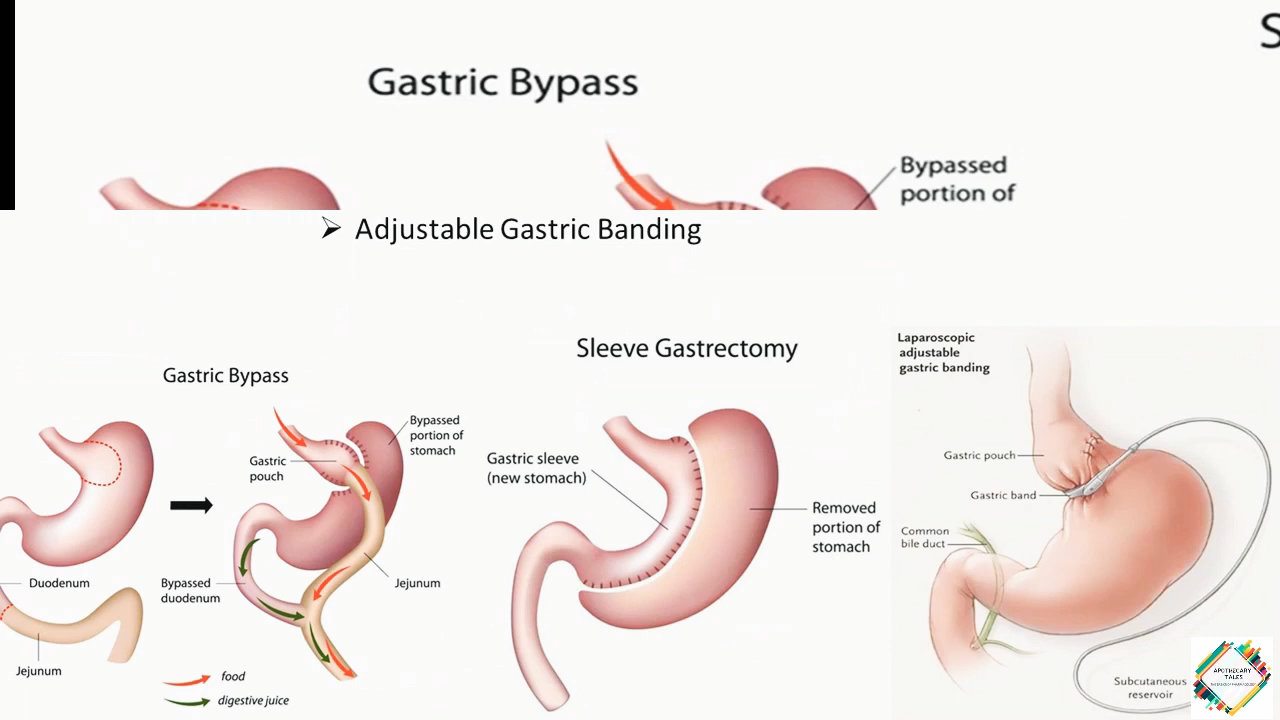 S
Gastric Bypass
Bypassed
portion of
➢ Adjustable Gastric Banding
Gastric Bypass
Bypassed
portion of
stomach
Gastric
pouch
Duodenum
Bypassed
duodenum
Jejunum
Jejunum
food
digestive juice
Sleeve Gastrectomy
Gastric sleeve
(new stomach)
Removed
portion of
stomach
Laparoscopic
adjustable
gastric banding
Gastric pouch
Gastric band
Common
bile duct
Subcutaneous
reservoir
APOTHECARY
TALES